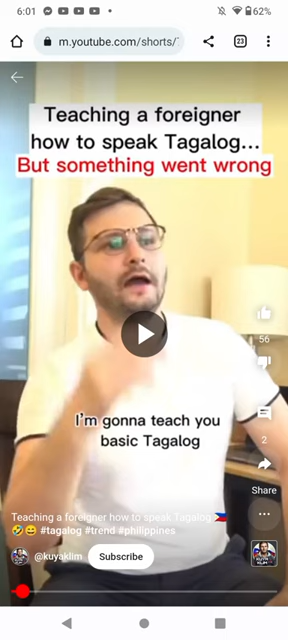 6:01
62%
m.youtube.com/shorts/
23
Teaching a foreigner
how to speak Tagalog...
But something went wrong
56
I'm gonna teach you
basic Tagalog
2
Share
Teaching a foreigner how to speak Tagalog 🇵🇭
🤣😄 #tagalog #trend #philippines
@kuyaklim
Subscribe